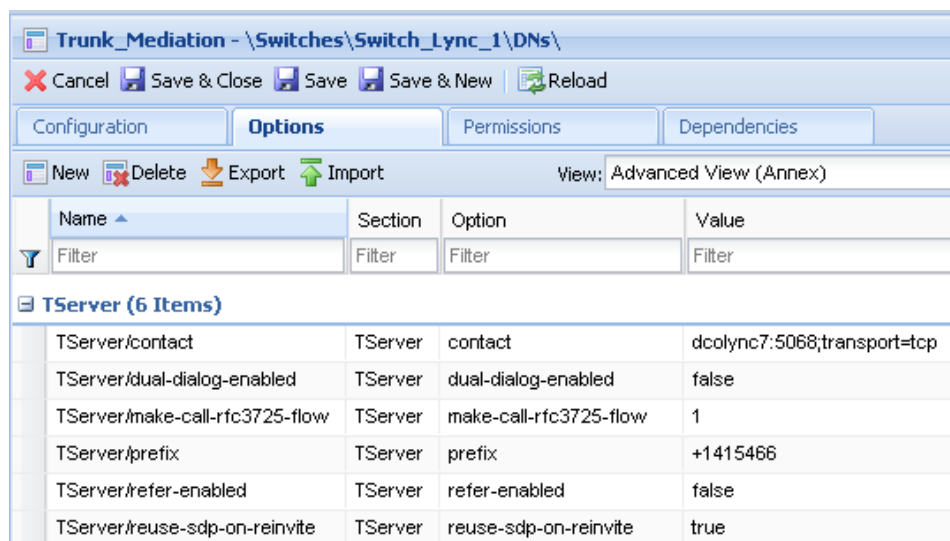 Trunk_Mediation - \Switches\Switch_Lync_1\DNs\
Cancel Save & Close Save Save & New Reload
Configuration Options Permissions Dependencies
New Delete Export Import View: Advanced View (Annex)
Name Section Option Value
Filter Filter Filter Filter
TServer (6 Items)
TServer/contact TServer contact dcolync7:5068;transport=tcp
TServer/dual-dialog-enabled TServer dual-dialog-enabled false
TServer/make-call-rfc3725-flow TServer make-call-rfc3725-flow 1
TServer/prefix TServer prefix +1415466
TServer/refer-enabled TServer refer-enabled false
TServer/reuse-sdp-on-reinvite TServer reuse-sdp-on-reinvite true